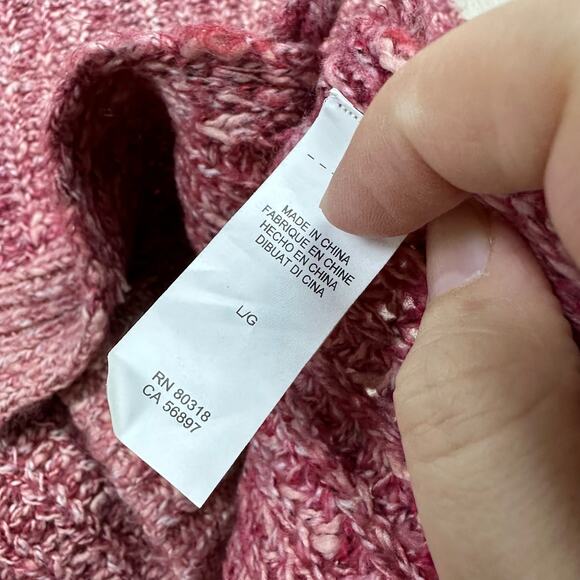 MADE IN CHINA
FABRIQUE EN CHINE
HECHO EN CHINA
DIBUAT DI CINA
L/G
RN 80318
CA 56897